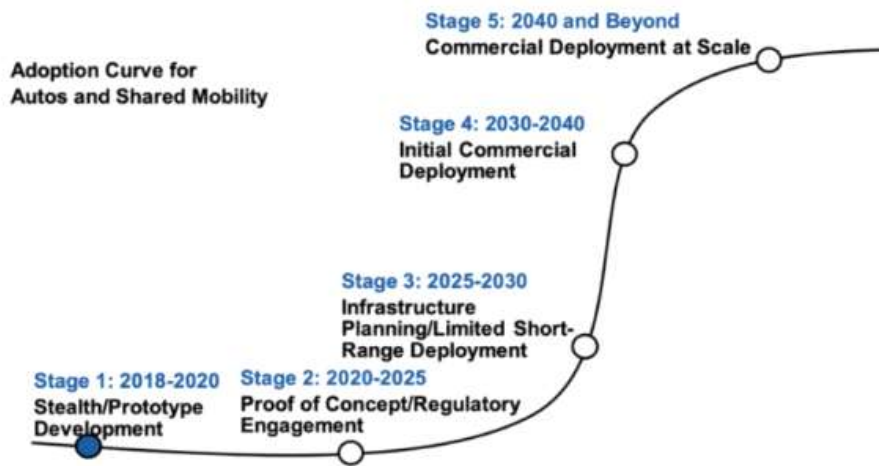 Adoption Curve for
Autos and Shared Mobility
Stage 5: 2040 and Beyond
Commercial Deployment at Scale
Stage 4: 2030-2040
Initial Commercial
Deployment
Stage 3: 2025-2030
Infrastructure
Planning/Limited Short-
Range Deployment
Stage 1: 2018-2020
Stealth/Prototype
Development
Stage 2: 2020-2025
Proof of Concept/Regulatory
Engagement